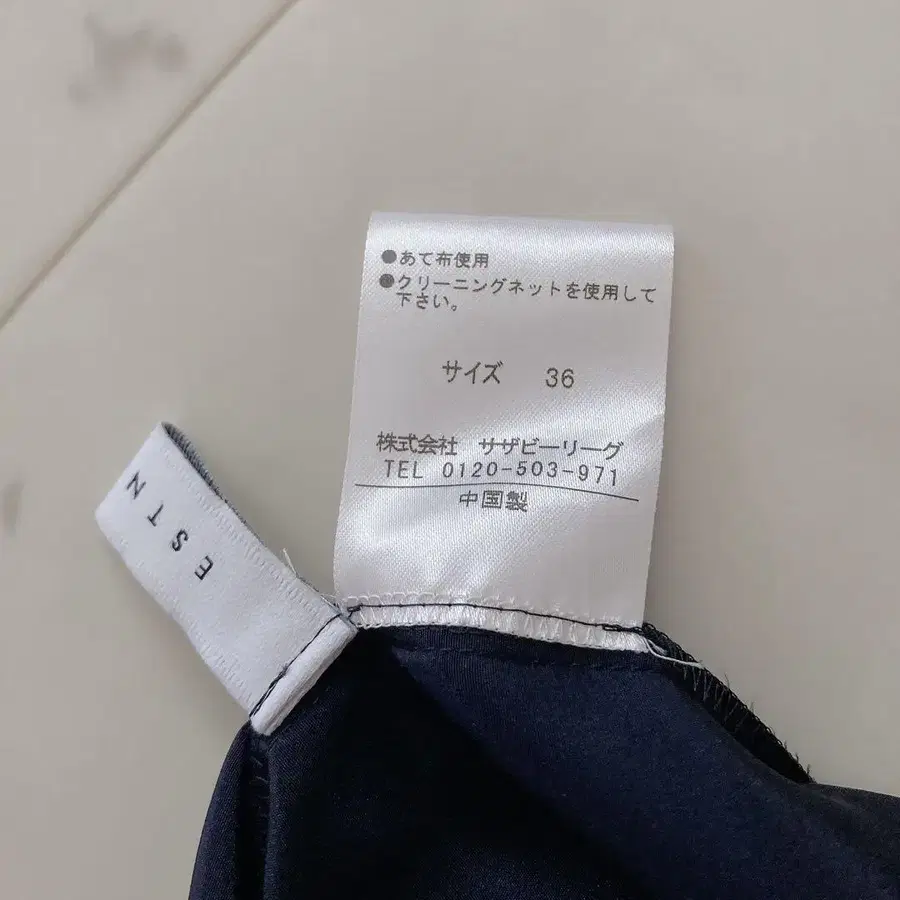 ●あて布使用
●クリーニングネットを使用して
下さい。
サイズ 36
株式会社 サザビーリーグ
TEL 0120-503-971
中国製
E S T N